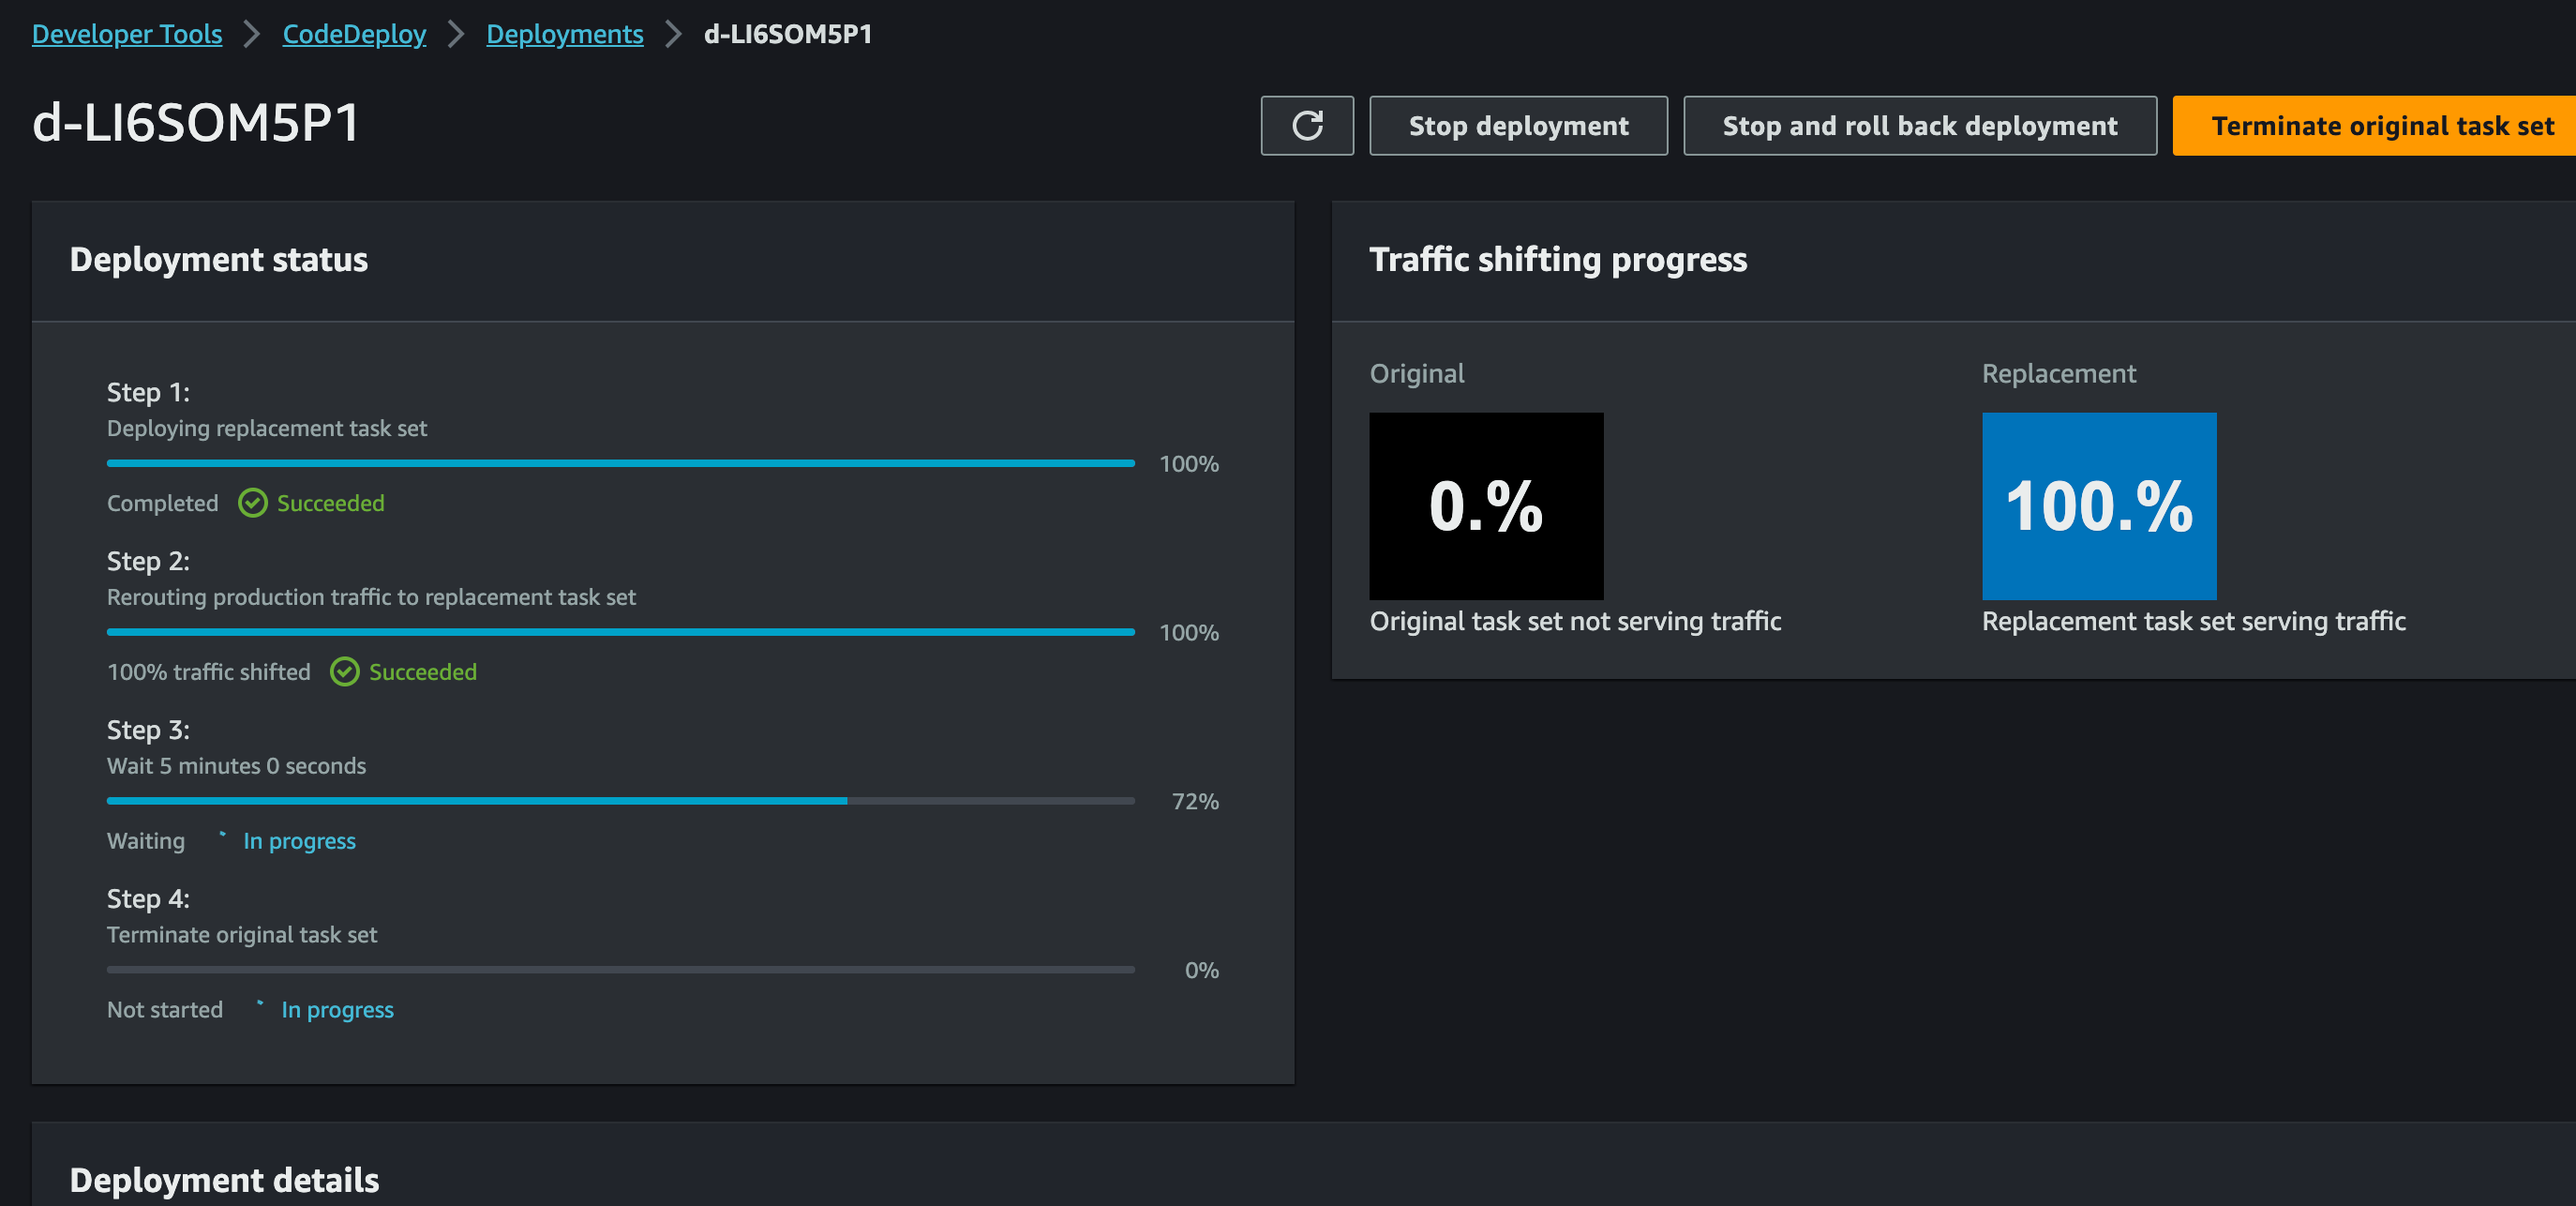 Developer Tools > CodeDeploy > Deployments > d-LI6SOM5P1
d-LI6SOM5P1
Stop deployment
Stop and roll back deployment
Terminate original task set
Deployment status
Step 1:
Deploying replacement task set
100%
Completed Succeeded
Step 2:
Rerouting production traffic to replacement task set
100%
100% traffic shifted Succeeded
Step 3:
Wait 5 minutes 0 seconds
72%
Waiting In progress
Step 4:
Terminate original task set
0%
Not started In progress
Traffic shifting progress
Original
0.%
Original task set not serving traffic
Replacement
100.%
Replacement task set serving traffic
Deployment details